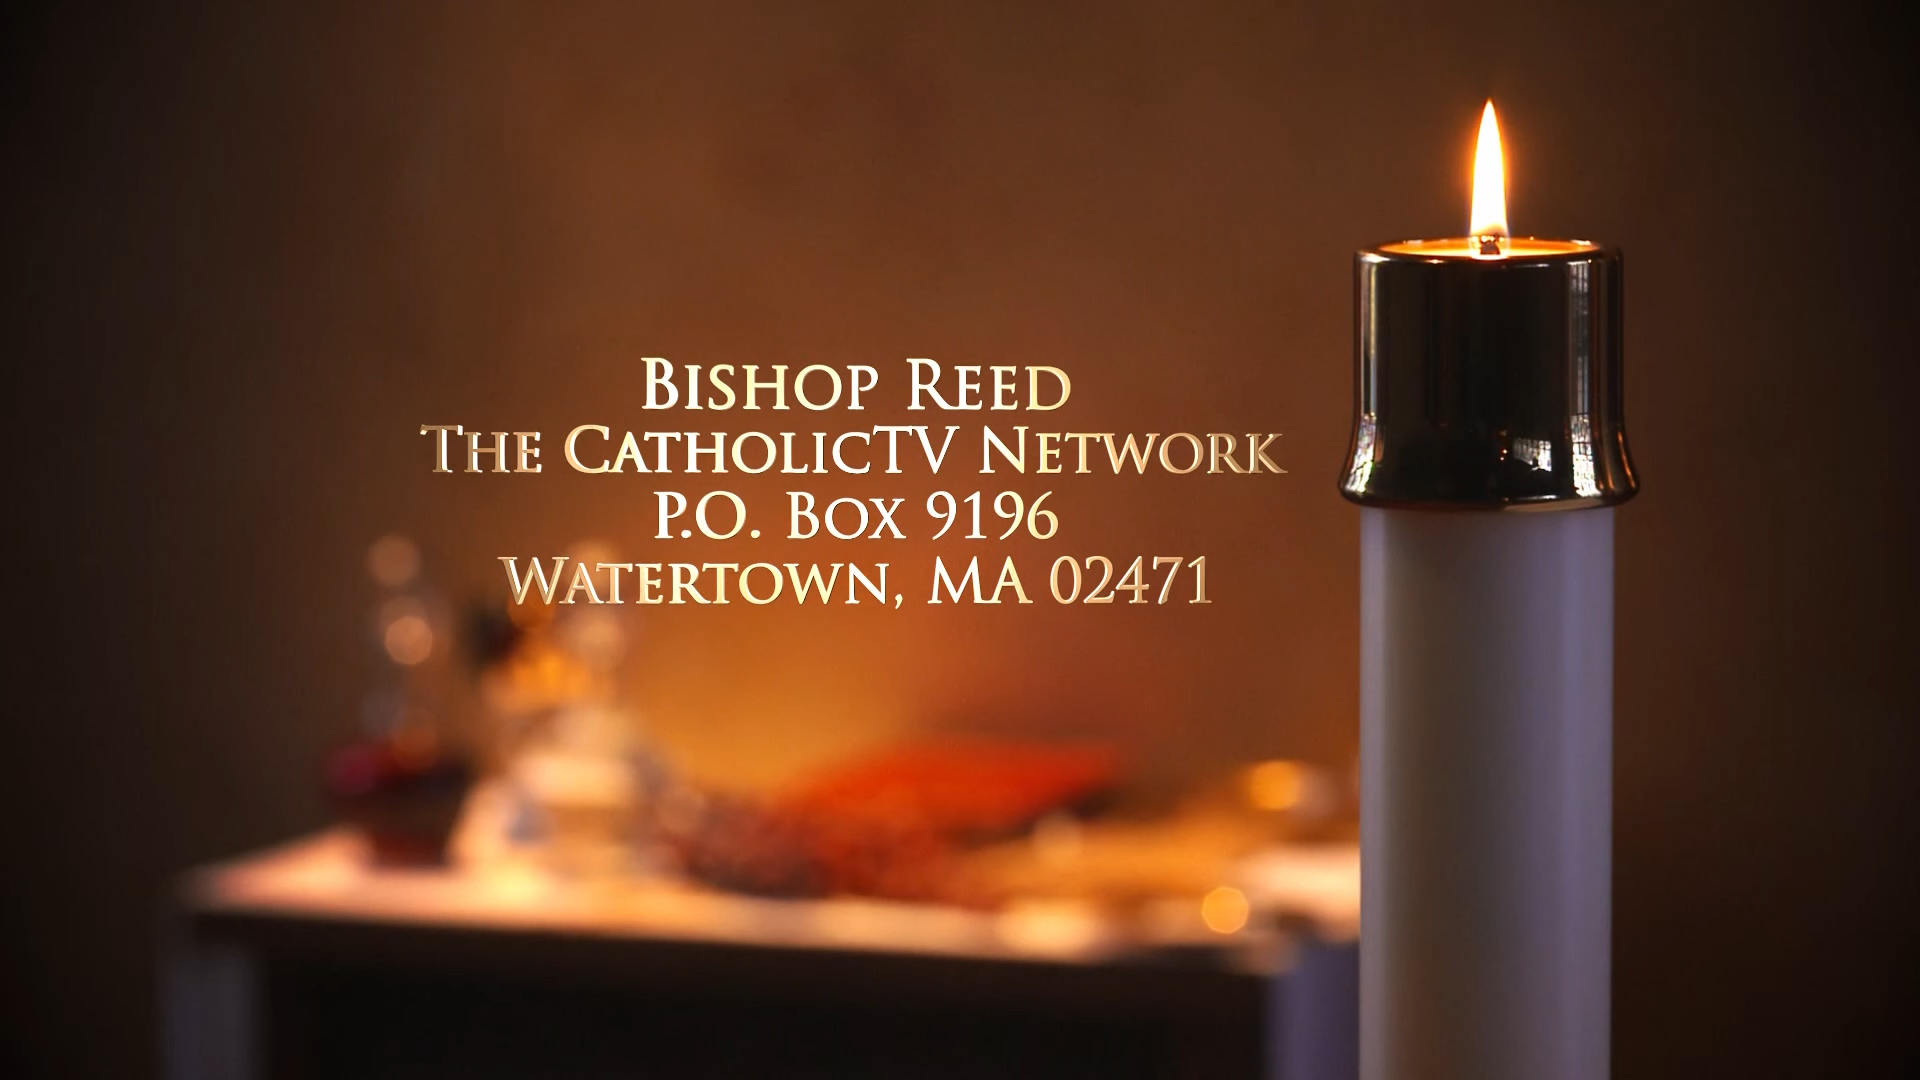 Bishop Reed
The CatholicTV Network
P.O. Box 9196
Watertown, MA 02471